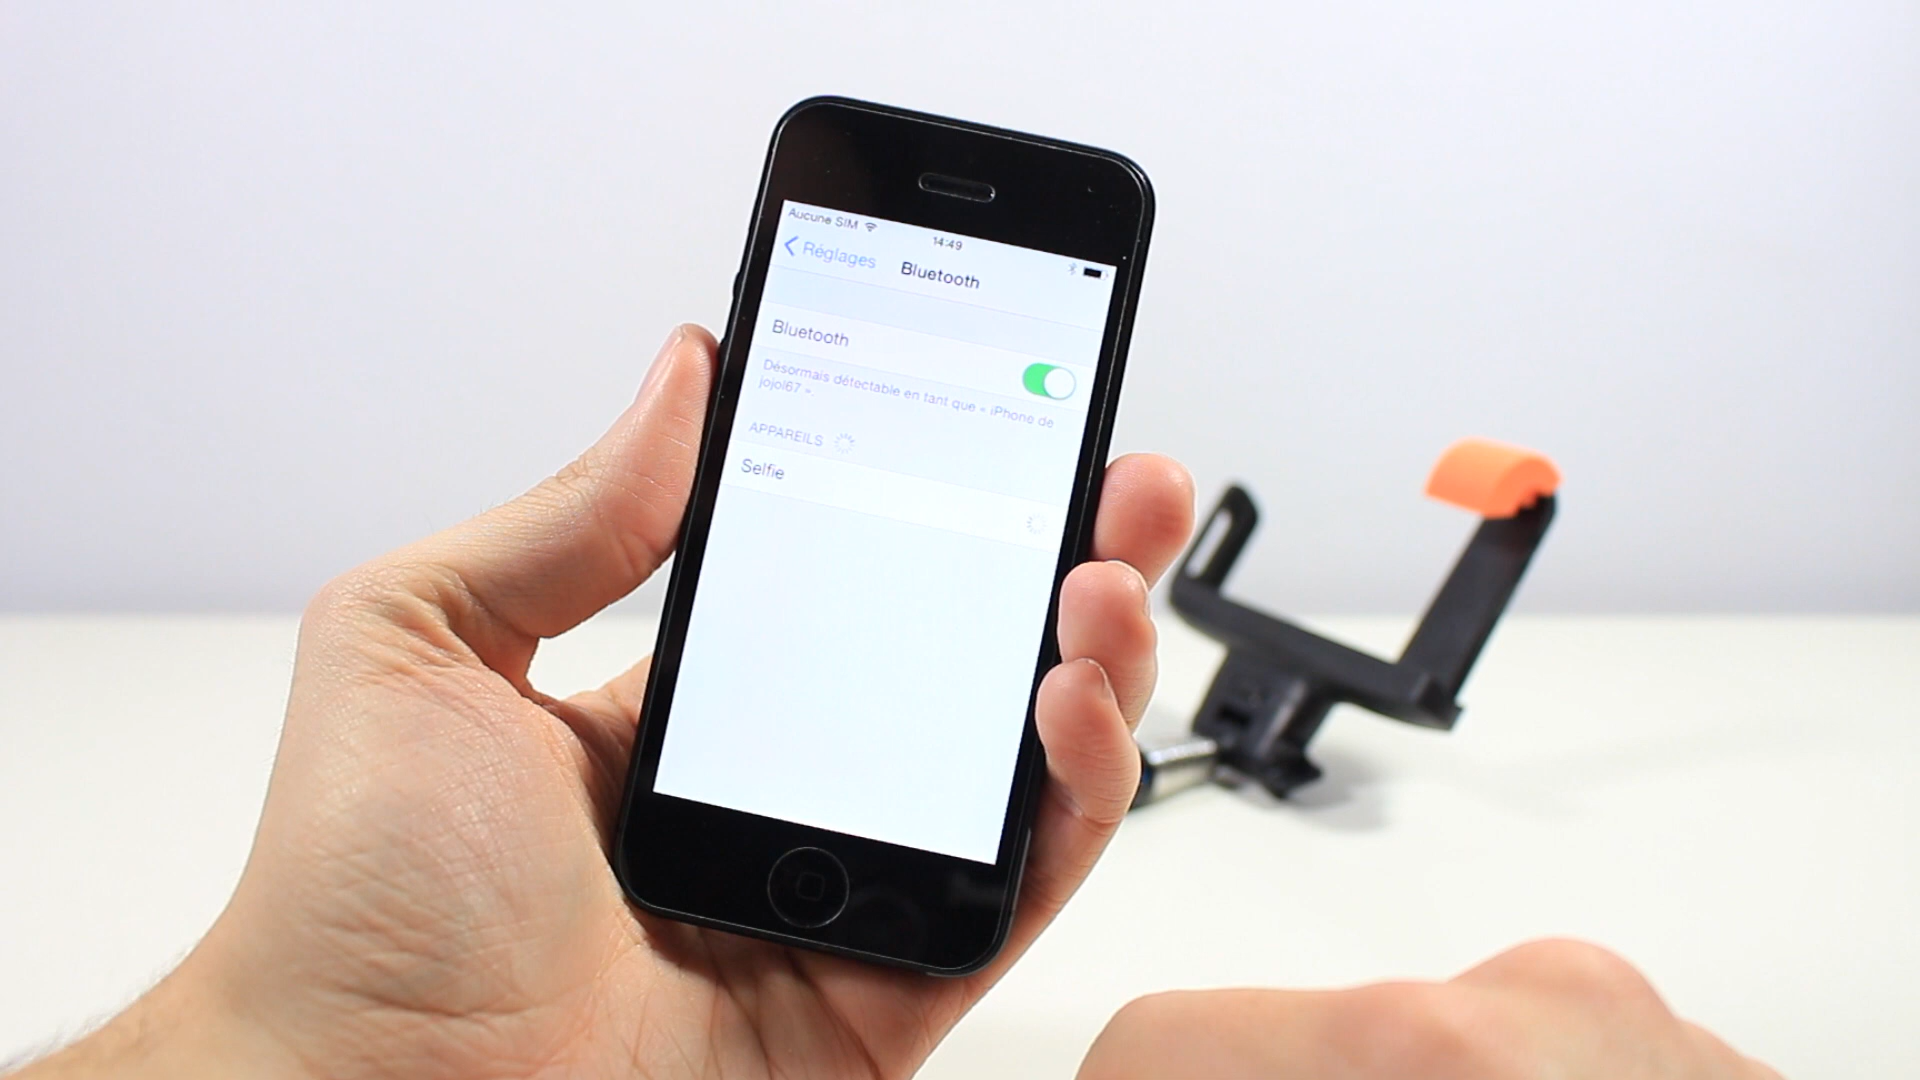 Aucune SIM
14:49
Réglages
Bluetooth
Bluetooth
Désormais détectable en tant que « iPhone de
jojol67 ».
APPAREILS
Selfie